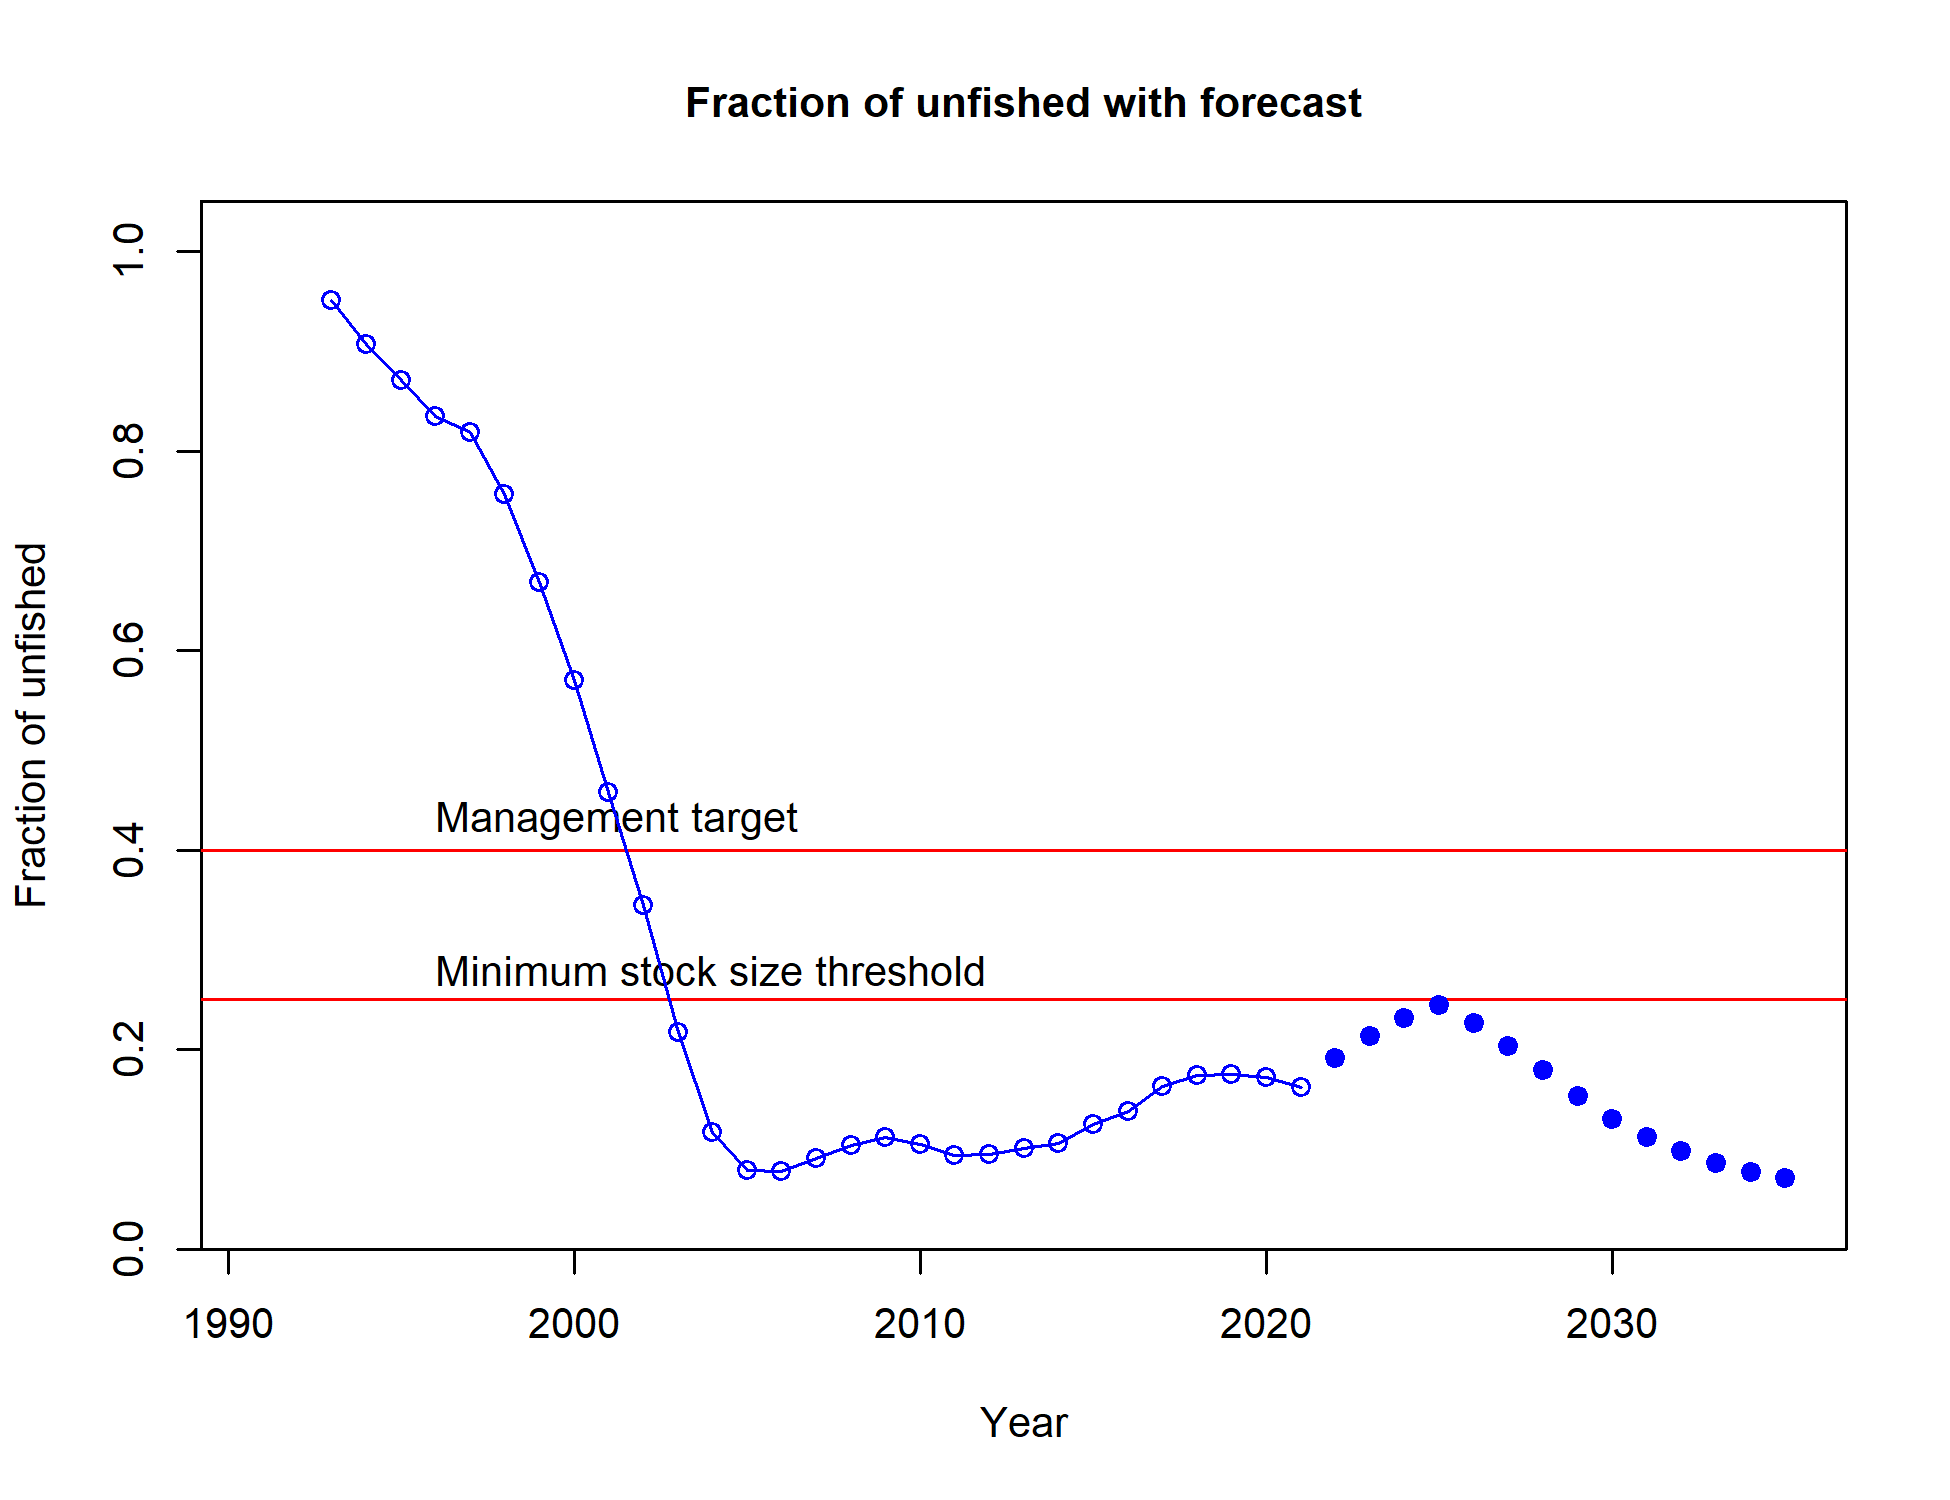 Fraction of unfished with forecast
Fraction of unfished
1.0
0.8
0.6
0.4
0.2
0.0
Management target
Minimum stock size threshold
1990 2000 2010 2020 2030
Year